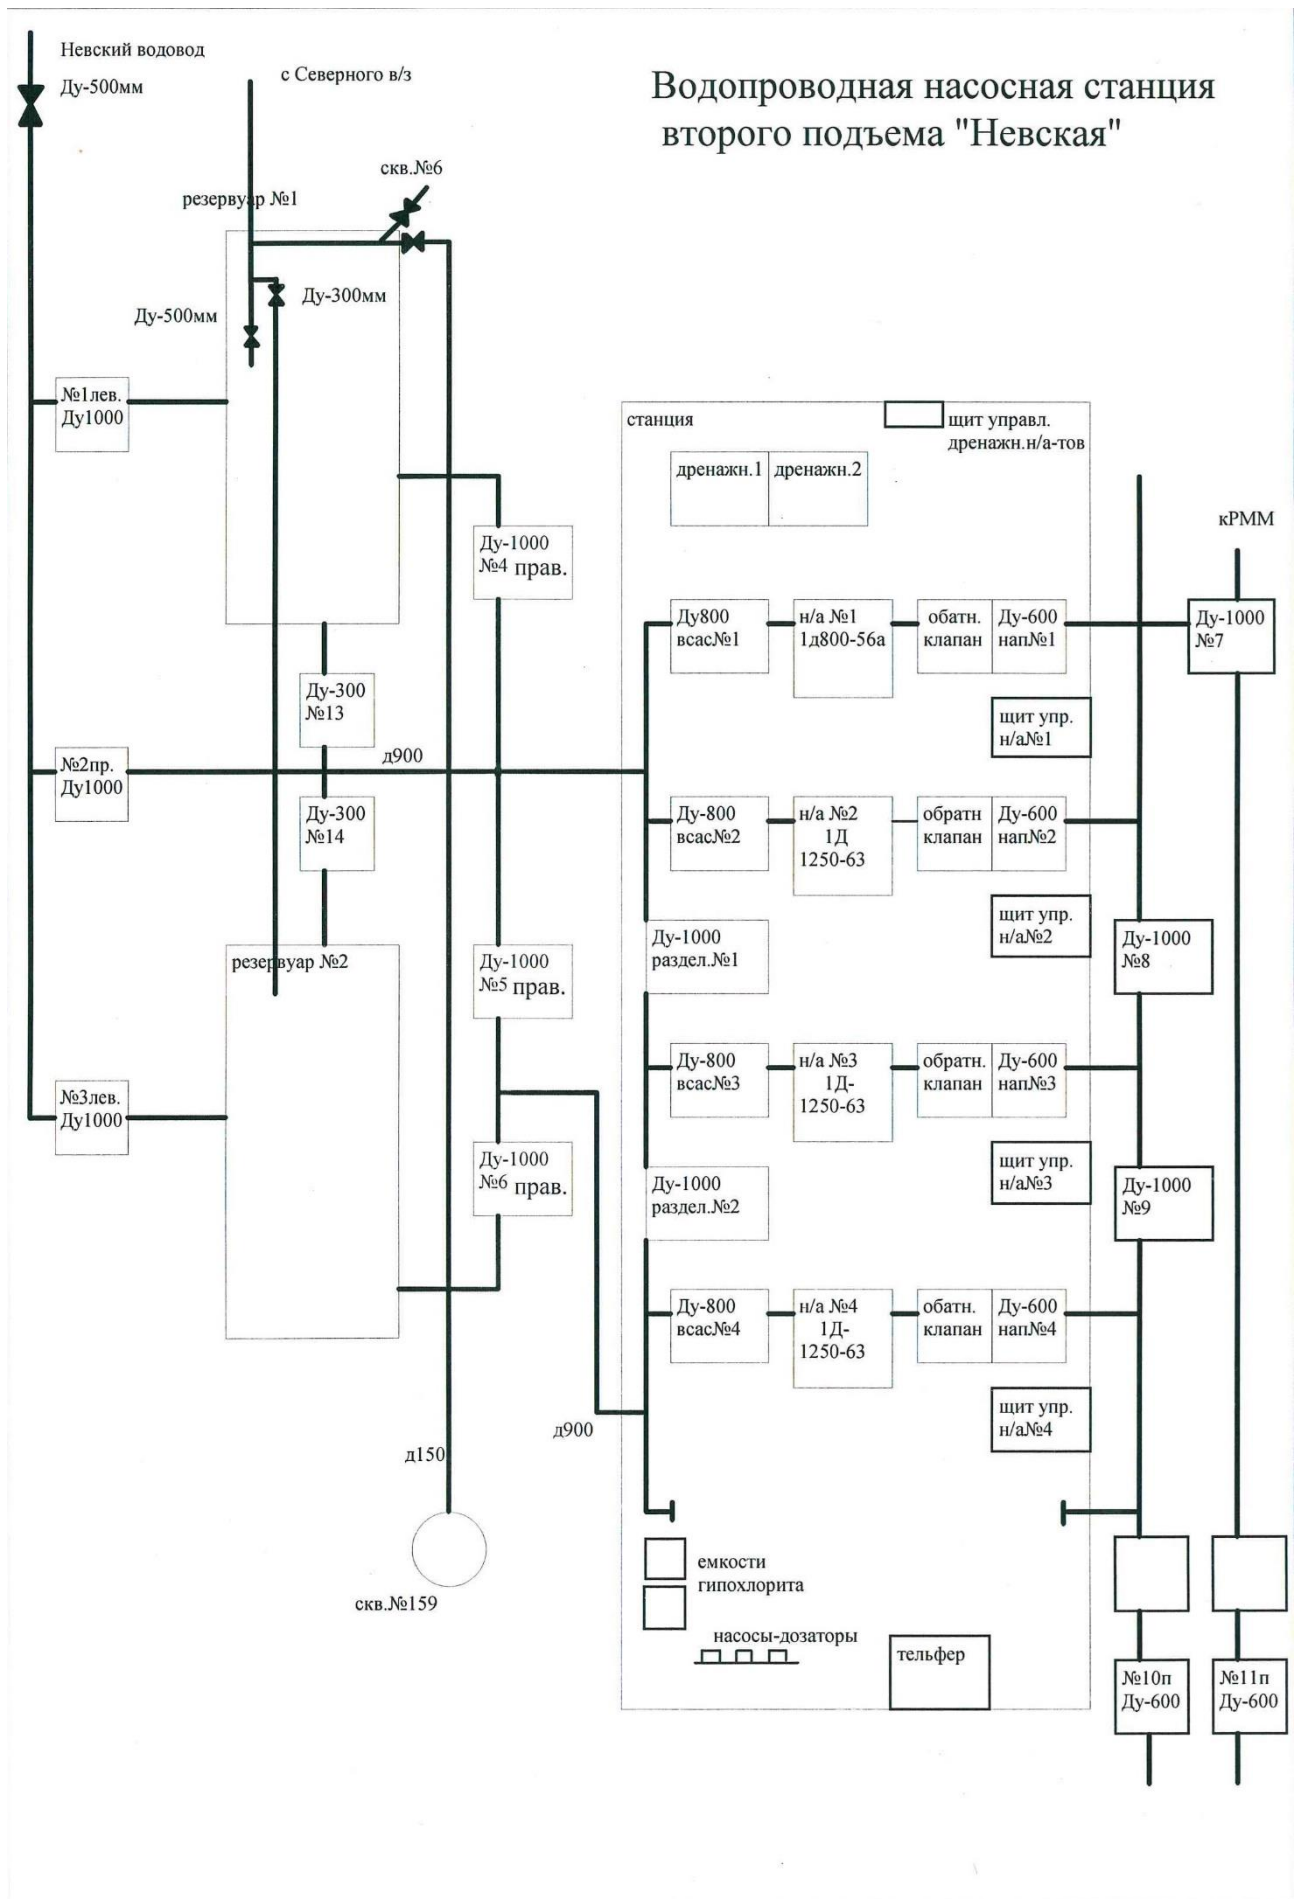 Невский водовод
Ду-500мм
с Северного в/з
Водопроводная насосная станция
второго подъема "Невская"
скв.№6
резервуар №1
Ду-300мм
Ду-500мм
№1лев.
Ду1000
станция
щит управл.
дренажн.н/а-тов
дренажн.1
дренажн.2
кРММ
Ду-1000
№4 прав.
Ду800
всас№1
н/а №1
1д800-56а
обатн.
клапан
Ду-600
нап№1
Ду-1000
№7
Ду-300
№13
щит упр.
н/а№1
№2пр.
Ду1000
д900
Ду-300
№14
Ду-800
всас№2
н/а №2
1Д
1250-63
обратн
клапан
Ду-600
нап№2
щит упр.
н/а№2
резервуар №2
Ду-1000
№5 прав.
Ду-1000
раздел.№1
Ду-1000
№8
№3лев.
Ду1000
Ду-800
всас№3
н/а №3
1Д-
1250-63
обратн.
клапан
Ду-600
нап№3
Ду-1000
№6 прав.
щит упр.
н/а№3
Ду-1000
раздел.№2
Ду-1000
№9
Ду-800
всас№4
н/а №4
1Д-
1250-63
обатн.
клапан
Ду-600
нап№4
щит упр.
н/а№4
д900
д150
скв.№159
емкости
гипохлорита
насосы-дозаторы
тельфер
№10п
Ду-600
№11п
Ду-600